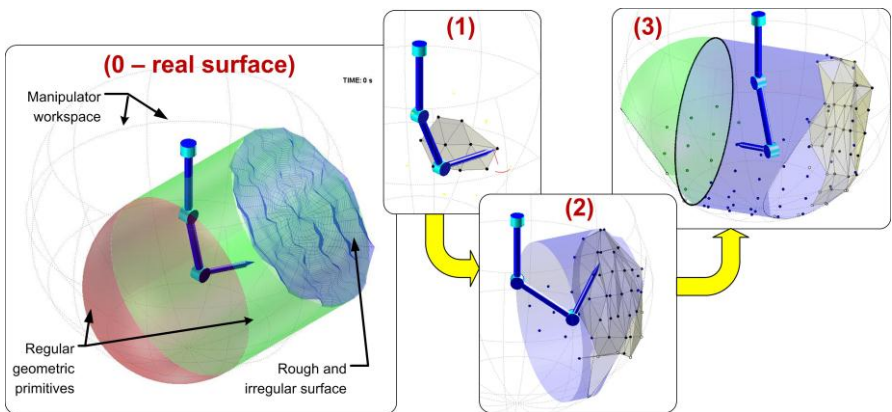 (0 – real surface)
TIME: 0 s
Manipulator
workspace
Regular
geometric
primitives
Rough and
irregular surface
(1)
(2)
(3)